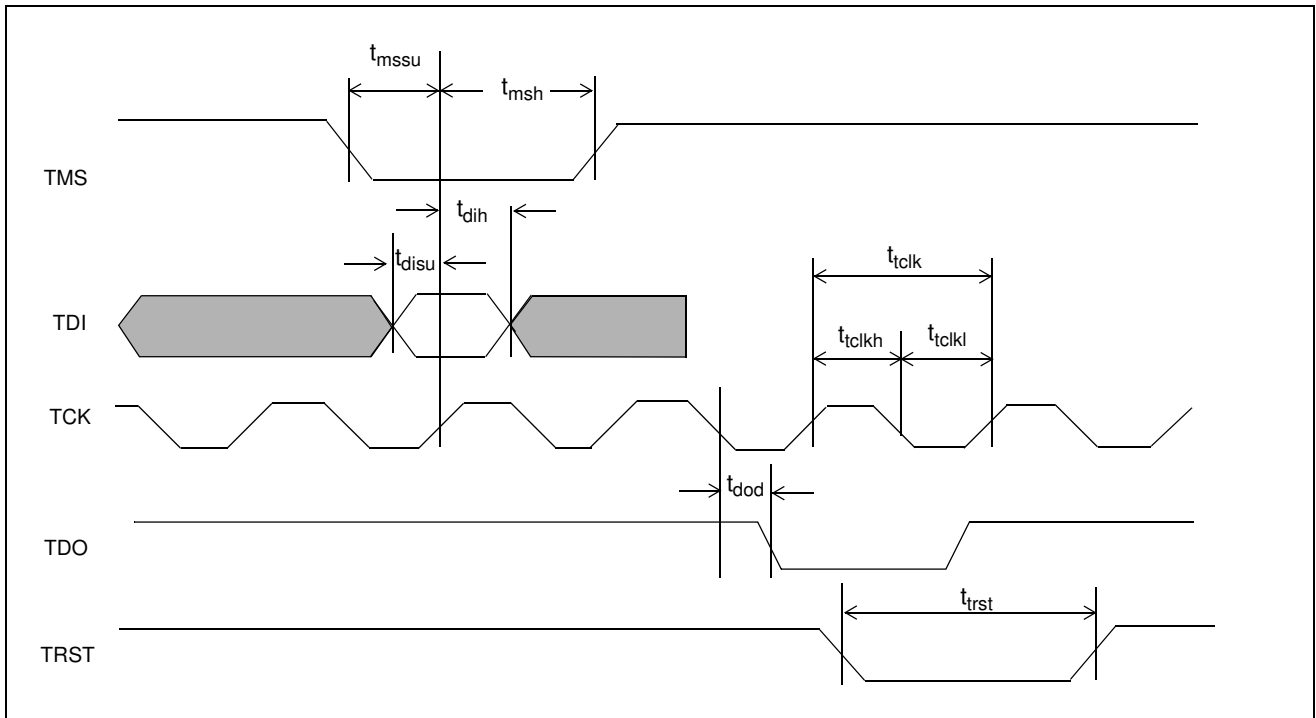 tmssu
tmsh
TMS
tdih
tdisu
ttclk
TDI
ttclkh
ttclkl
TCK
tdod
TDO
ttrst
TRST